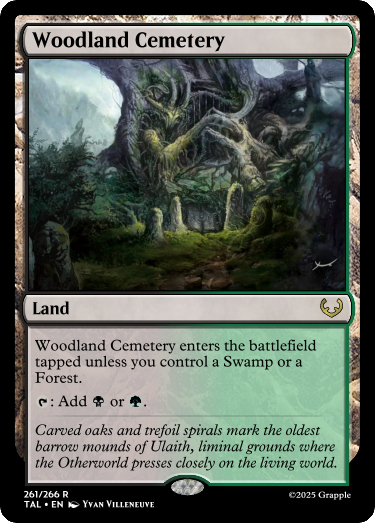 Woodland Cemetery
Land
Woodland Cemetery enters the battlefield
tapped unless you control a Swamp or a
Forest.
: Add or .
Carved oaks and trefoil spirals mark the oldest
barrow mounds of Ulaith, liminal grounds where
the Otherworld presses closely on the living world.
261/266 R
TAL • EN Yvan Villeneuve
©2025 Grapple